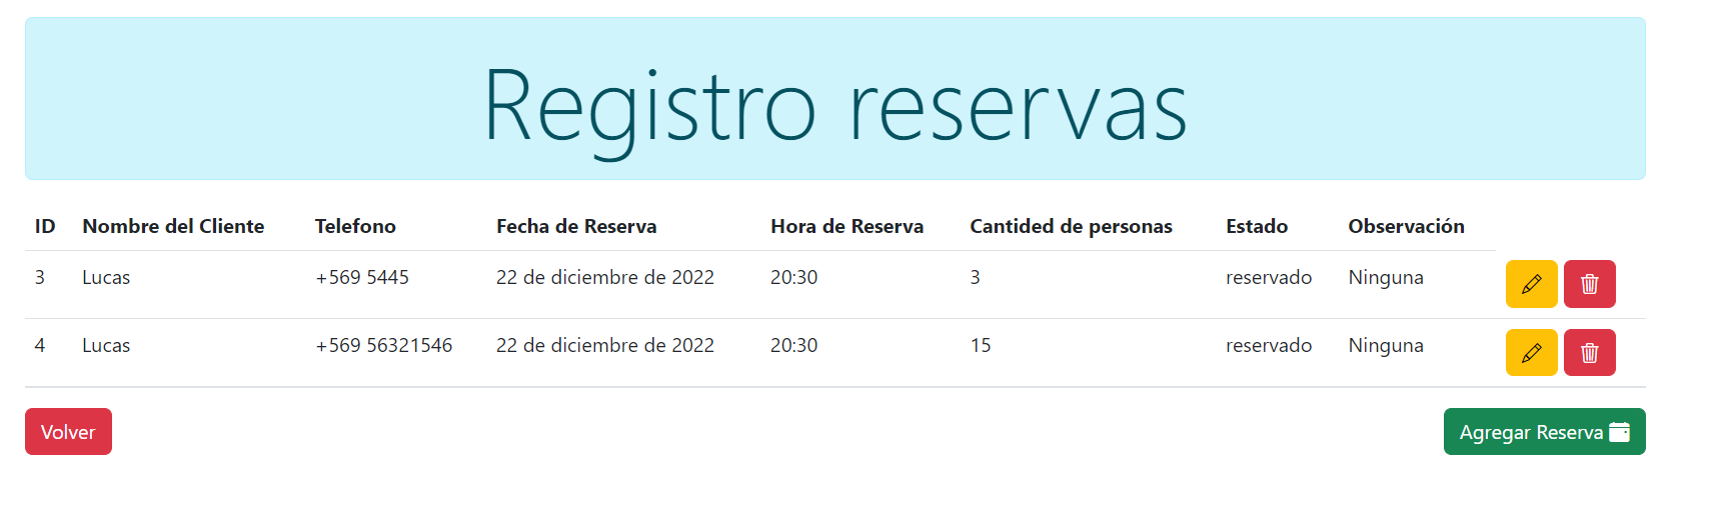 Registro reservas
ID Nombre del Cliente Telefono Fecha de Reserva Hora de Reserva Cantided de personas Estado Observación
3 Lucas +569 5445 22 de diciembre de 2022 20:30 3 reservado Ninguna
4 Lucas +569 56321546 22 de diciembre de 2022 20:30 15 reservado Ninguna
Volver Agregar Reserva